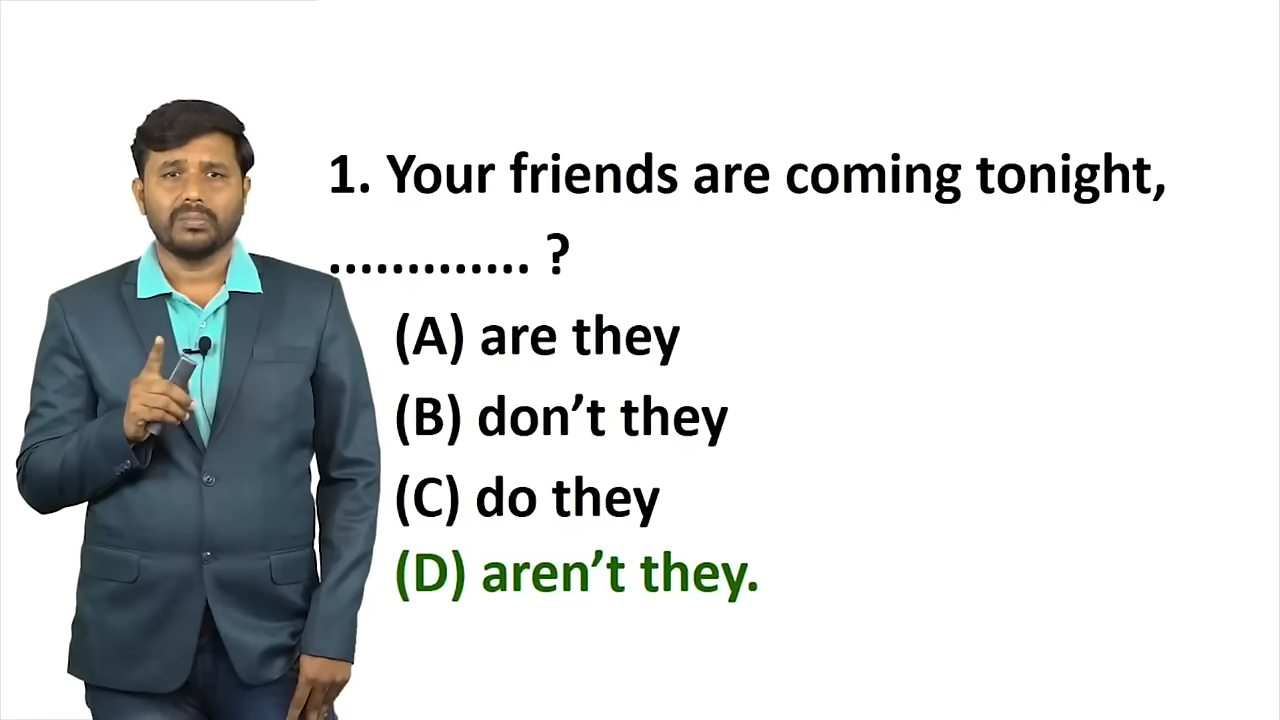 1. Your friends are coming tonight,
............. ?
(A) are they
(B) don’t they
(C) do they
(D) aren’t they.